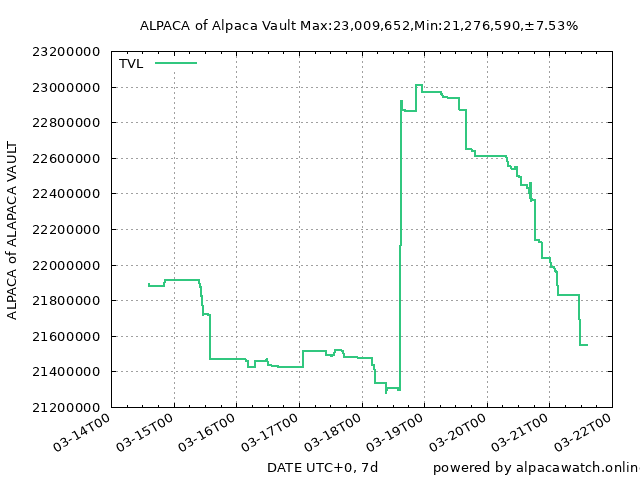 ALPACA of Alpaca Vault Max:23,009,652,Min:21,276,590,±7.53%
23200000
TVL
23000000
22800000
22600000
22400000
22200000
22000000
21800000
21600000
21400000
21200000
ALPACA of ALAPACA VAULT
03-14T00
03-15T00
03-16T00
03-17T00
03-18T00
03-19T00
03-20T00
03-21T00
03-22T00
DATE UTC+0, 7d
powered by alpacawatch.onlin